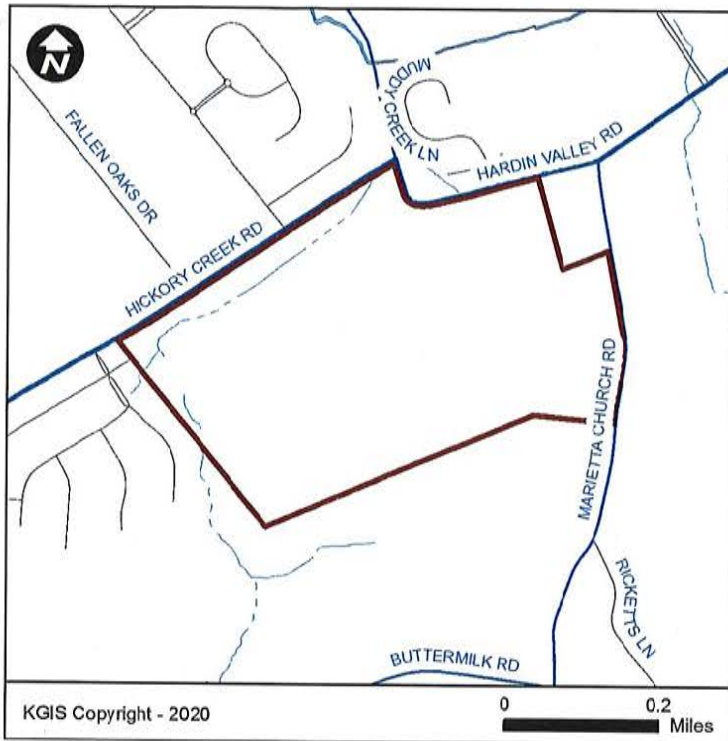 N
MUDDY CREEK LN
FALLEN OAKS DR
HARDIN VALLEY RD
HICKORY CREEK RD
MARIETTA CHURCH RD
RICKETTS LN
BUTTERMILK RD
KGIS Copyright - 2020
0 0.2
Miles